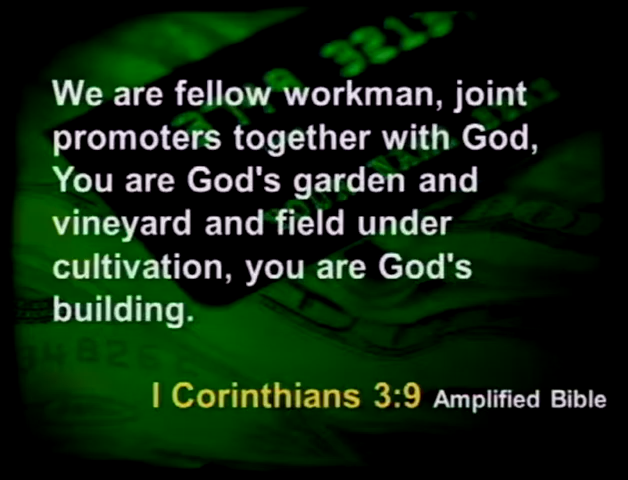 We are fellow workman, joint
promoters together with God,
You are God's garden and
vineyard and field under
cultivation, you are God's
building.
I Corinthians 3:9 Amplified Bible